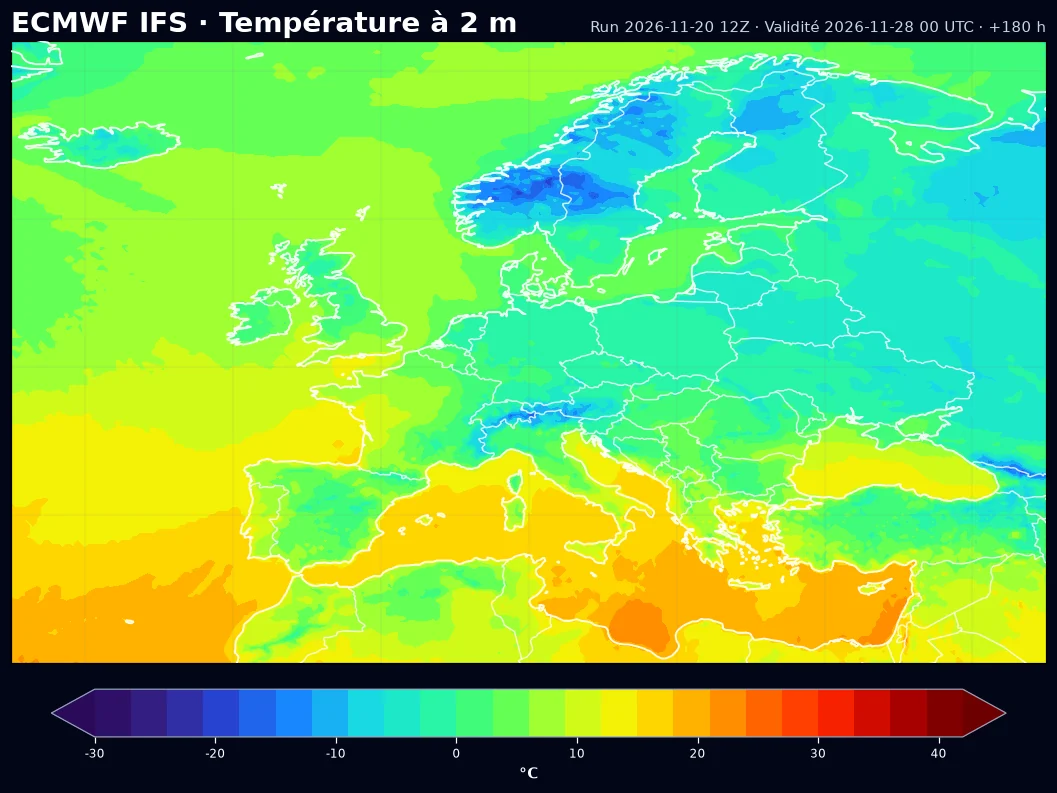 ECMWF IFS · Température à 2 m
Run 2026-11-20 12Z · Validité 2026-11-28 00 UTC · +180 h
-30 -20 -10 0 10 20 30 40
°C